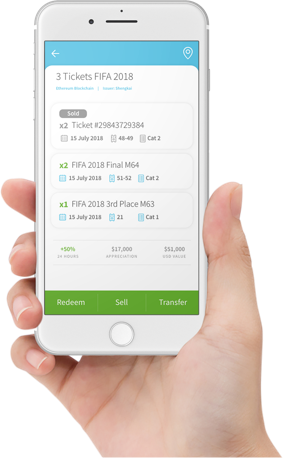 3 Tickets FIFA 2018
Ethereum Blockchain | Issuer: Shengkai
Sold
x2 Ticket #29843729384
15 July 2018 48-49 Cat 2
x2 FIFA 2018 Final M64
15 July 2018 51-52 Cat 2
x1 FIFA 2018 3rd Place M63
15 July 2018 21 Cat 1
+50% $17,000 $51,000
24 HOURS APPRECIATION USD VALUE
Redeem Sell Transfer